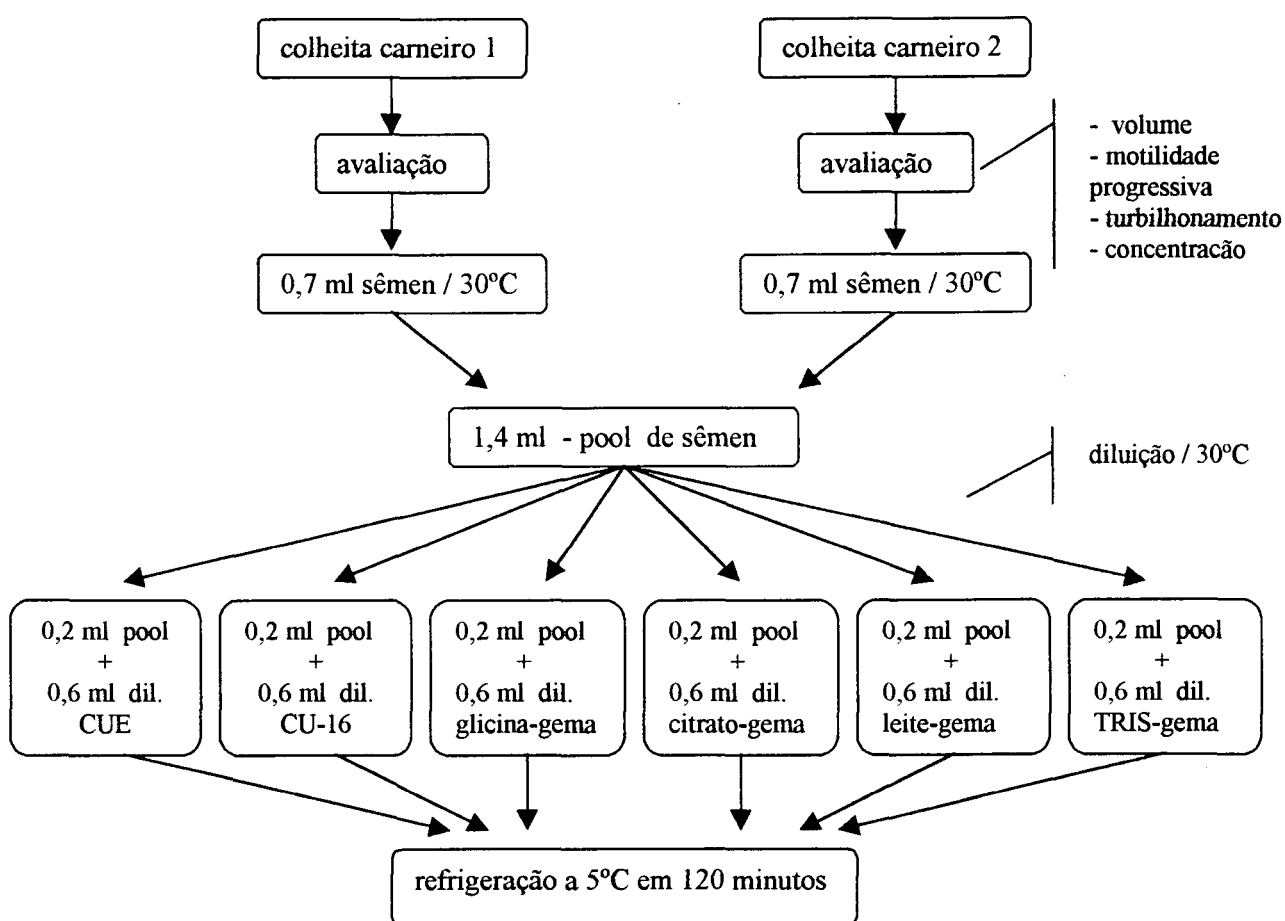 colheita carneiro 1
colheita carneiro 2
avaliação
avaliação
- volume
- motilidade
progressiva
- turbilhonamento
- concentracão
0,7 ml sêmen / 30ºC
0,7 ml sêmen / 30ºC
1,4 ml - pool de sêmen
diluição / 30ºC
0,2 ml pool
+
0,6 ml dil.
CUE
0,2 ml pool
+
0,6 ml dil.
CU-16
0,2 ml pool
+
0,6 ml dil.
glicina-gema
0,2 ml pool
+
0,6 ml dil.
citrato-gema
0,2 ml pool
+
0,6 ml dil.
leite-gema
0,2 ml pool
+
0,6 ml dil.
TRIS-gema
refrigeração a 5ºC em 120 minutos